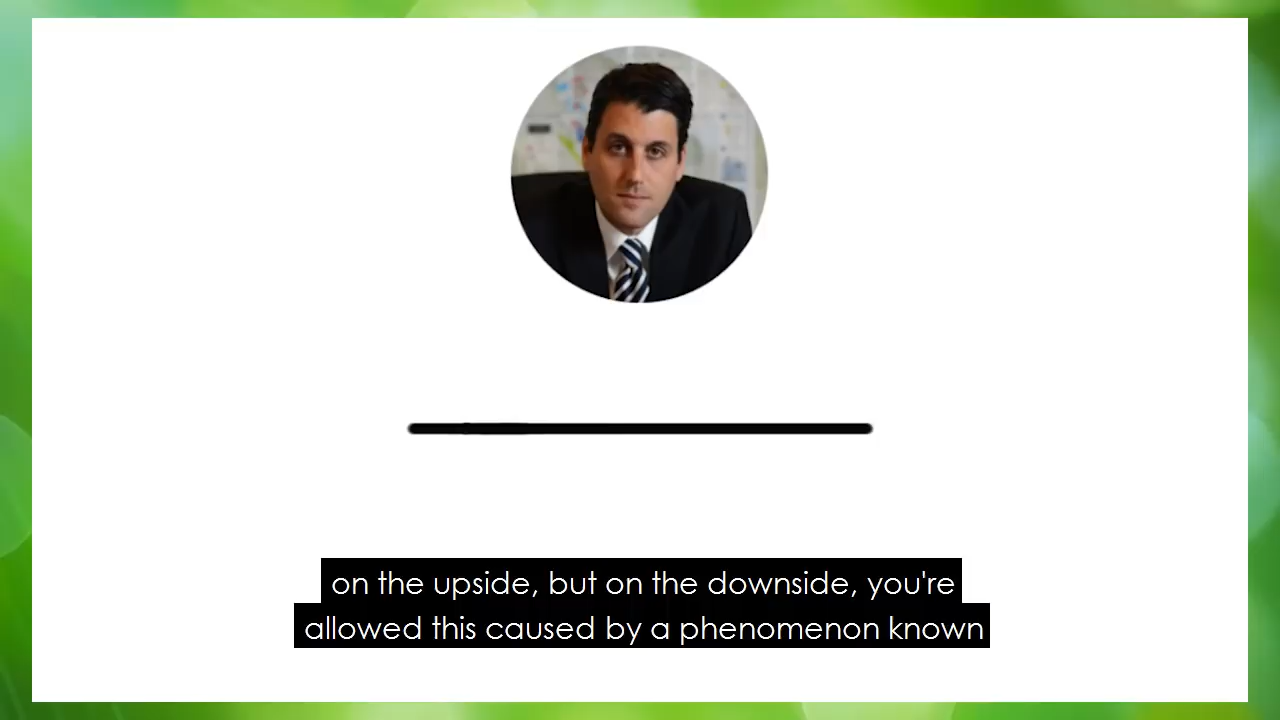 on the upside, but on the downside, you're
allowed this caused by a phenomenon known